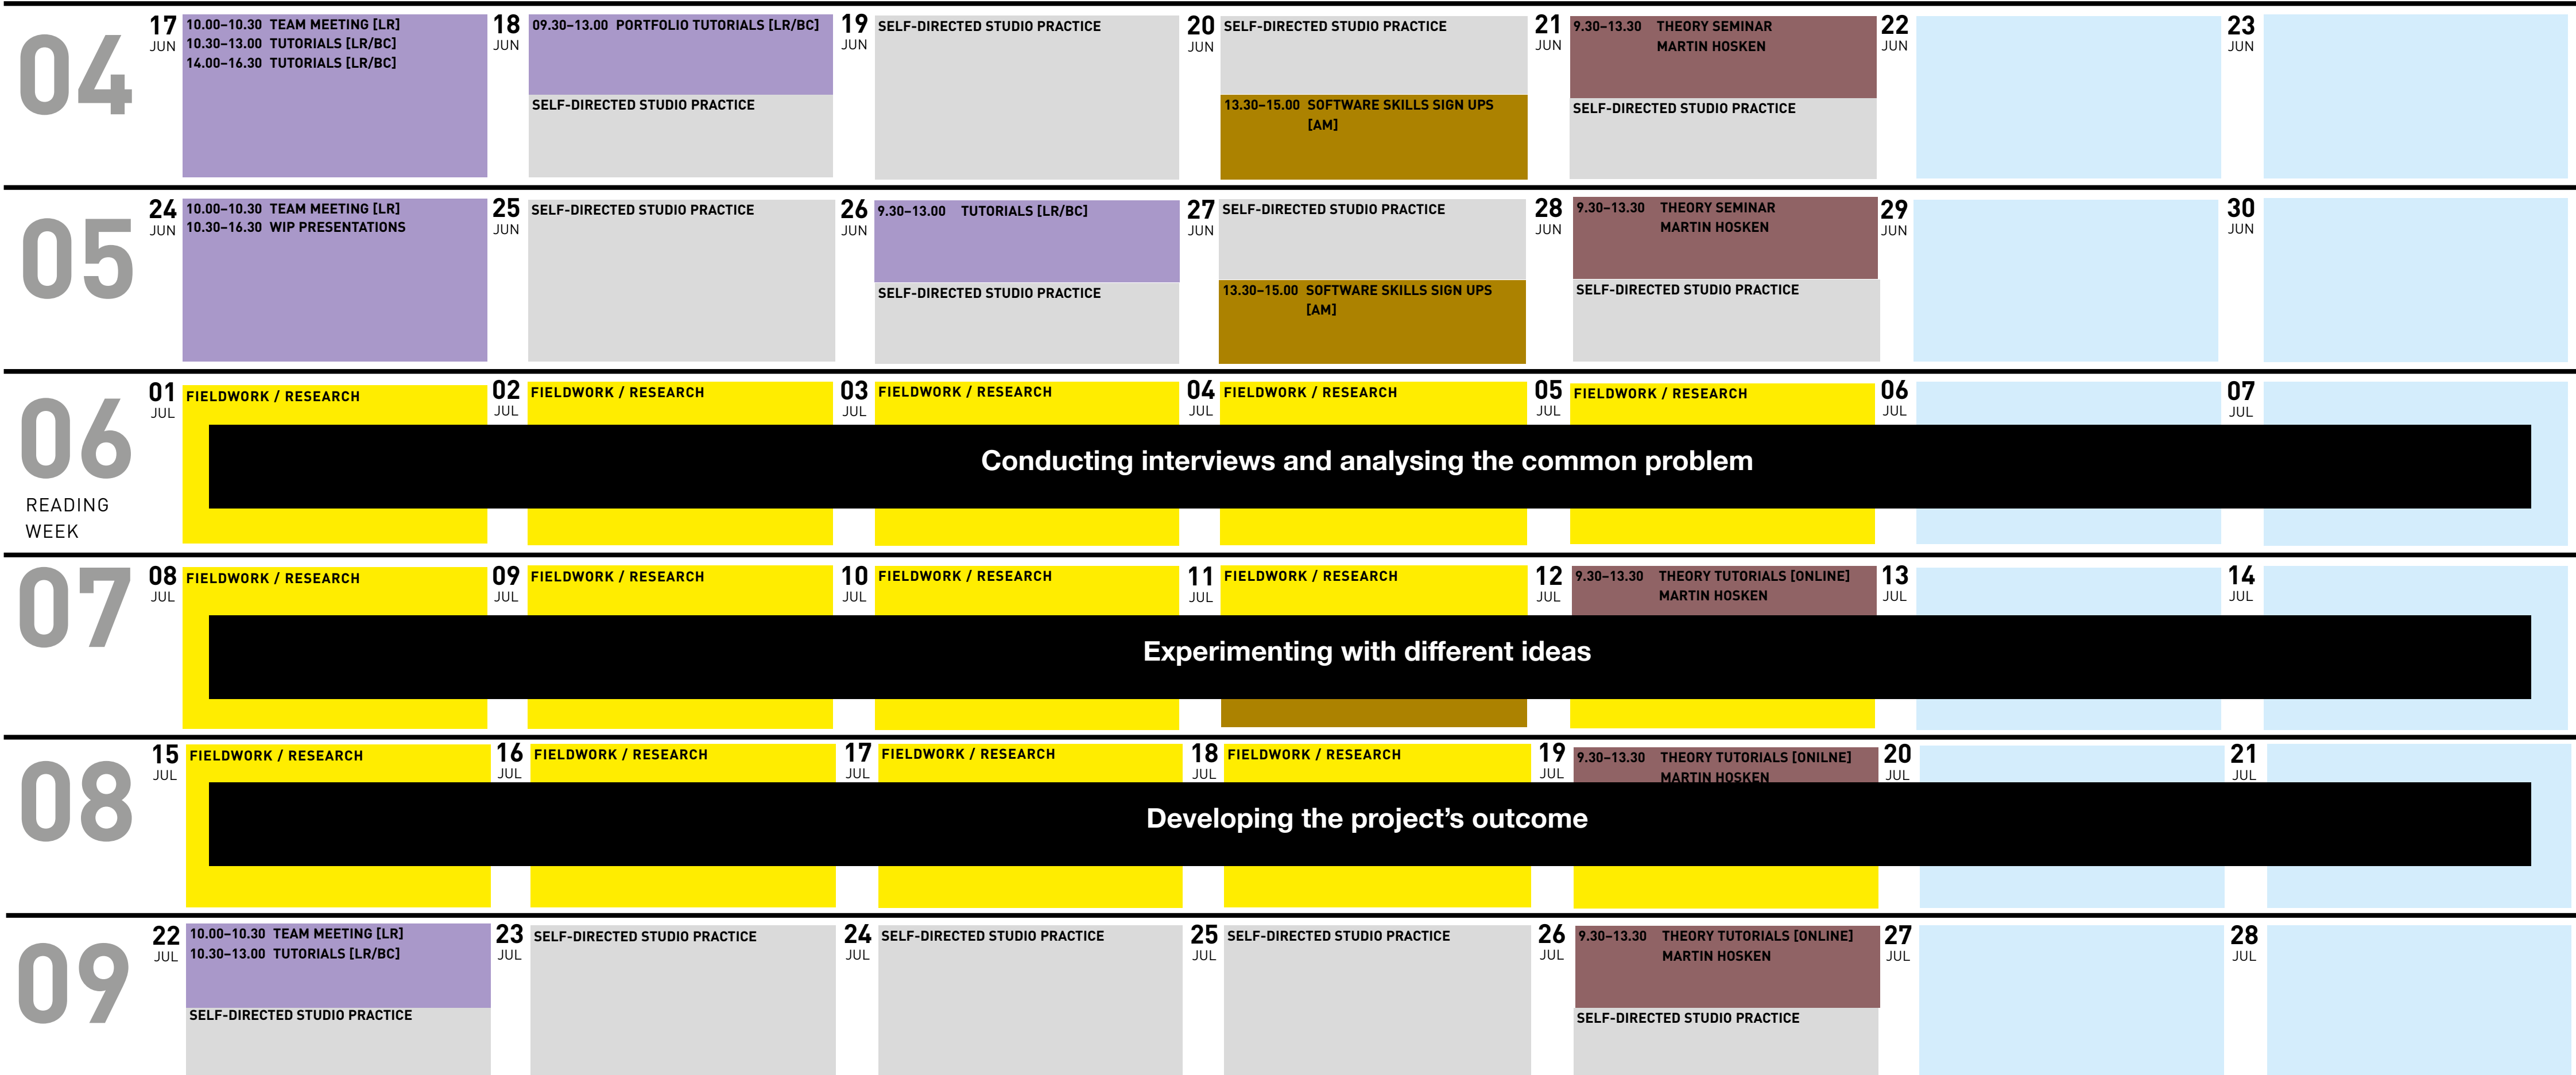 04
17
JUN
10.00–10.30 TEAM MEETING [LR]
10.30–13.00 TUTORIALS [LR/BC]
14.00–16.30 TUTORIALS [LR/BC]
18
JUN
09.30–13.00 PORTFOLIO TUTORIALS [LR/BC]
SELF-DIRECTED STUDIO PRACTICE
19
JUN
SELF-DIRECTED STUDIO PRACTICE
20
JUN
SELF-DIRECTED STUDIO PRACTICE
13.30–15.00 SOFTWARE SKILLS SIGN UPS
[AM]
21
JUN
9.30–13.30 THEORY SEMINAR
MARTIN HOSKEN
SELF-DIRECTED STUDIO PRACTICE
22
JUN
23
JUN
05
24
JUN
10.00–10.30 TEAM MEETING [LR]
10.30–16.30 WIP PRESENTATIONS
25
JUN
SELF-DIRECTED STUDIO PRACTICE
26
JUN
9.30–13.00 TUTORIALS [LR/BC]
SELF-DIRECTED STUDIO PRACTICE
27
JUN
SELF-DIRECTED STUDIO PRACTICE
13.30–15.00 SOFTWARE SKILLS SIGN UPS
[AM]
28
JUN
9.30–13.30 THEORY SEMINAR
MARTIN HOSKEN
SELF-DIRECTED STUDIO PRACTICE
29
JUN
30
JUN
06
READING
WEEK
01
JUL
FIELDWORK / RESEARCH
02
JUL
FIELDWORK / RESEARCH
03
JUL
FIELDWORK / RESEARCH
04
JUL
FIELDWORK / RESEARCH
05
JUL
FIELDWORK / RESEARCH
06
JUL
07
JUL
Conducting interviews and analysing the common problem
07
08
JUL
FIELDWORK / RESEARCH
09
JUL
FIELDWORK / RESEARCH
10
JUL
FIELDWORK / RESEARCH
11
JUL
FIELDWORK / RESEARCH
12
JUL
9.30–13.30 THEORY TUTORIALS [ONLINE]
MARTIN HOSKEN
13
JUL
14
JUL
Experimenting with different ideas
08
15
JUL
FIELDWORK / RESEARCH
16
JUL
FIELDWORK / RESEARCH
17
JUL
FIELDWORK / RESEARCH
18
JUL
FIELDWORK / RESEARCH
19
JUL
9.30–13.30 THEORY TUTORIALS [ONILNE]
MARTIN HOSKEN
20
JUL
21
JUL
Developing the project’s outcome
09
22
JUL
10.00–10.30 TEAM MEETING [LR]
10.30–13.00 TUTORIALS [LR/BC]
SELF-DIRECTED STUDIO PRACTICE
23
JUL
SELF-DIRECTED STUDIO PRACTICE
24
JUL
SELF-DIRECTED STUDIO PRACTICE
25
JUL
SELF-DIRECTED STUDIO PRACTICE
26
JUL
9.30–13.30 THEORY TUTORIALS [ONLINE]
MARTIN HOSKEN
SELF-DIRECTED STUDIO PRACTICE
27
JUL
28
JUL